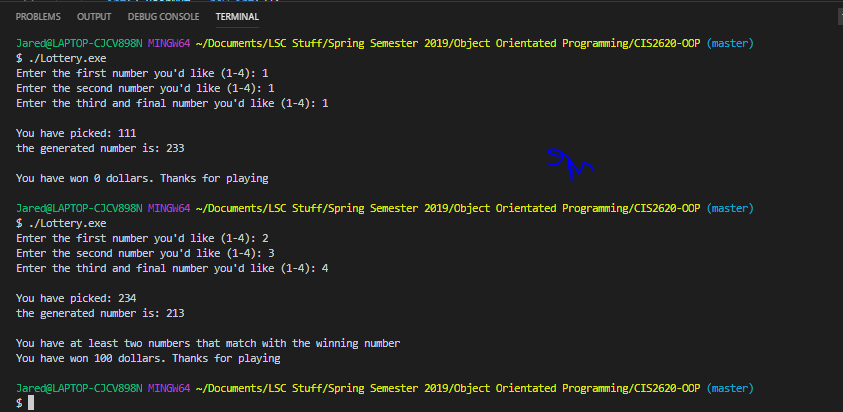 PROBLEMS OUTPUT DEBUG CONSOLE TERMINAL
Jared@LAPTOP-CJCV898N MINGW64 ~/Documents/LSC Stuff/Spring Semester 2019/Object Orientated Programming/CIS2620-OOP (master)
$ ./Lottery.exe
Enter the first number you'd like (1-4): 1
Enter the second number you'd like (1-4): 1
Enter the third and final number you'd like (1-4): 1
You have picked: 111
the generated number is: 233
You have won 0 dollars. Thanks for playing
Jared@LAPTOP-CJCV898N MINGW64 ~/Documents/LSC Stuff/Spring Semester 2019/Object Orientated Programming/CIS2620-OOP (master)
$ ./Lottery.exe
Enter the first number you'd like (1-4): 2
Enter the second number you'd like (1-4): 3
Enter the third and final number you'd like (1-4): 4
You have picked: 234
the generated number is: 213
You have at least two numbers that match with the winning number
You have won 100 dollars. Thanks for playing
Jared@LAPTOP-CJCV898N MINGW64 ~/Documents/LSC Stuff/Spring Semester 2019/Object Orientated Programming/CIS2620-OOP (master)
$